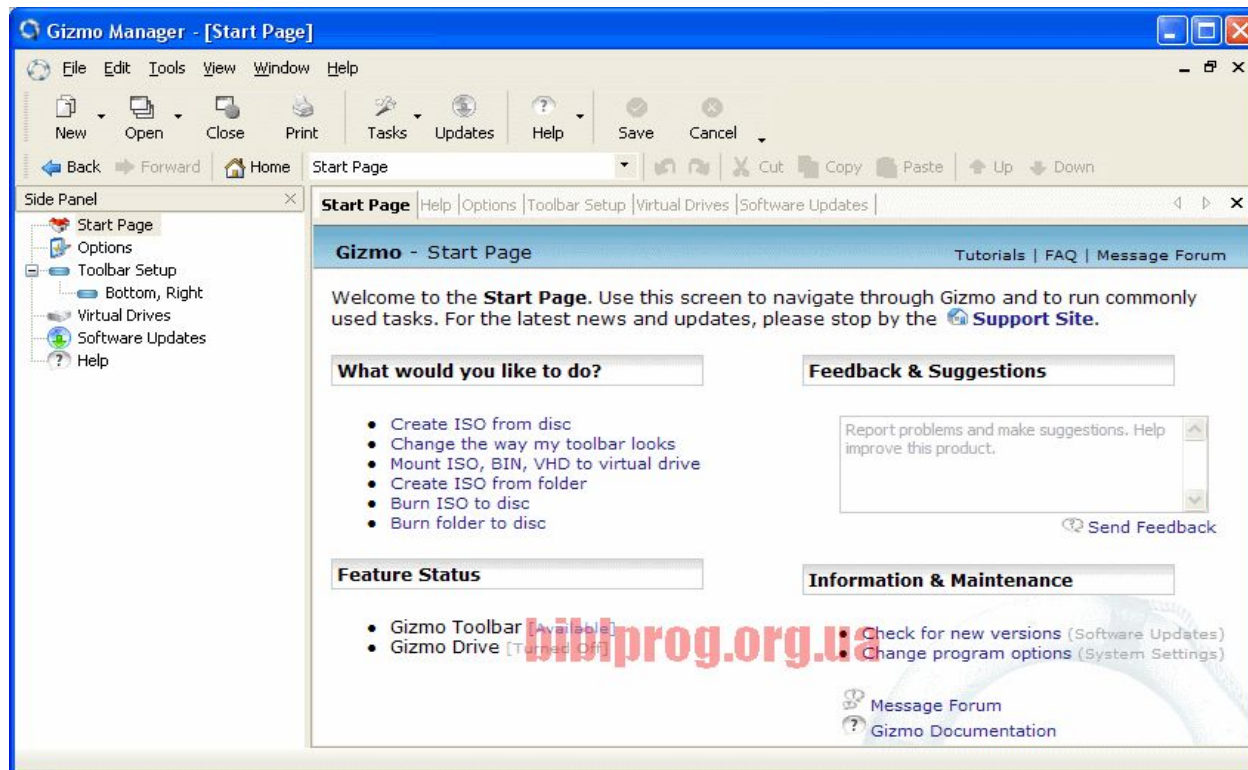 Gizmo Manager - [Start Page]
File Edit Tools View Window Help
New Open Close Print Tasks Updates Help Save Cancel
Back Forward Home Start Page Cut Copy Paste Up Down
Side Panel
Start Page
Options
Toolbar Setup
Bottom, Right
Virtual Drives
Software Updates
Help
Start Page Help Options Toolbar Setup Virtual Drives Software Updates
Gizmo - Start Page
Tutorials | FAQ | Message Forum
Welcome to the Start Page. Use this screen to navigate through Gizmo and to run commonly
used tasks. For the latest news and updates, please stop by the Support Site.
What would you like to do?
Create ISO from disc
Change the way my toolbar looks
Mount ISO, BIN, VHD to virtual drive
Create ISO from folder
Burn ISO to disc
Burn folder to disc
Feedback & Suggestions
Report problems and make suggestions. Help
improve this product.
Send Feedback
Feature Status
Gizmo Toolbar [Available]
Gizmo Drive [Turned Off]
Information & Maintenance
Check for new versions (Software Updates)
Change program options (System Settings)
Message Forum
Gizmo Documentation
biblprog.org.ua